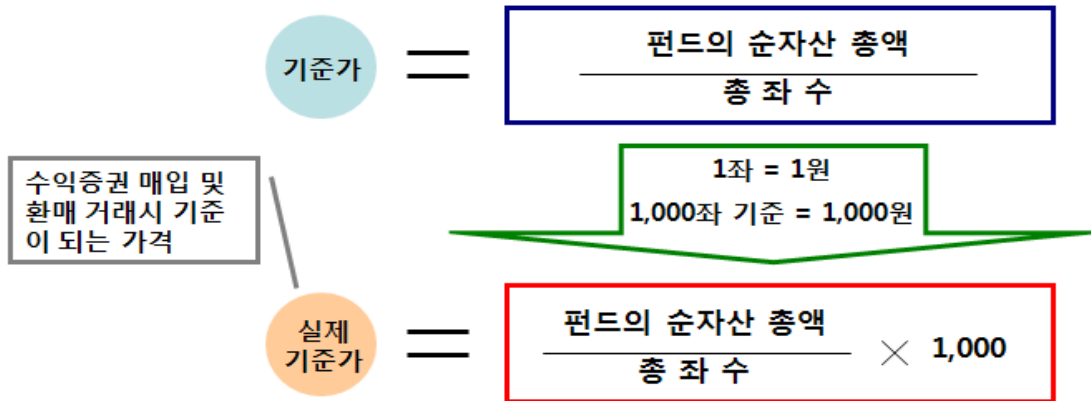 기준가
=
펀드의 순자산 총액
총 좌 수
수익증권 매입 및
환매 거래시 기준
이 되는 가격
1좌 = 1원
1,000좌 기준 = 1,000원
실제
기준가
=
펀드의 순자산 총액
총 좌 수
× 1,000